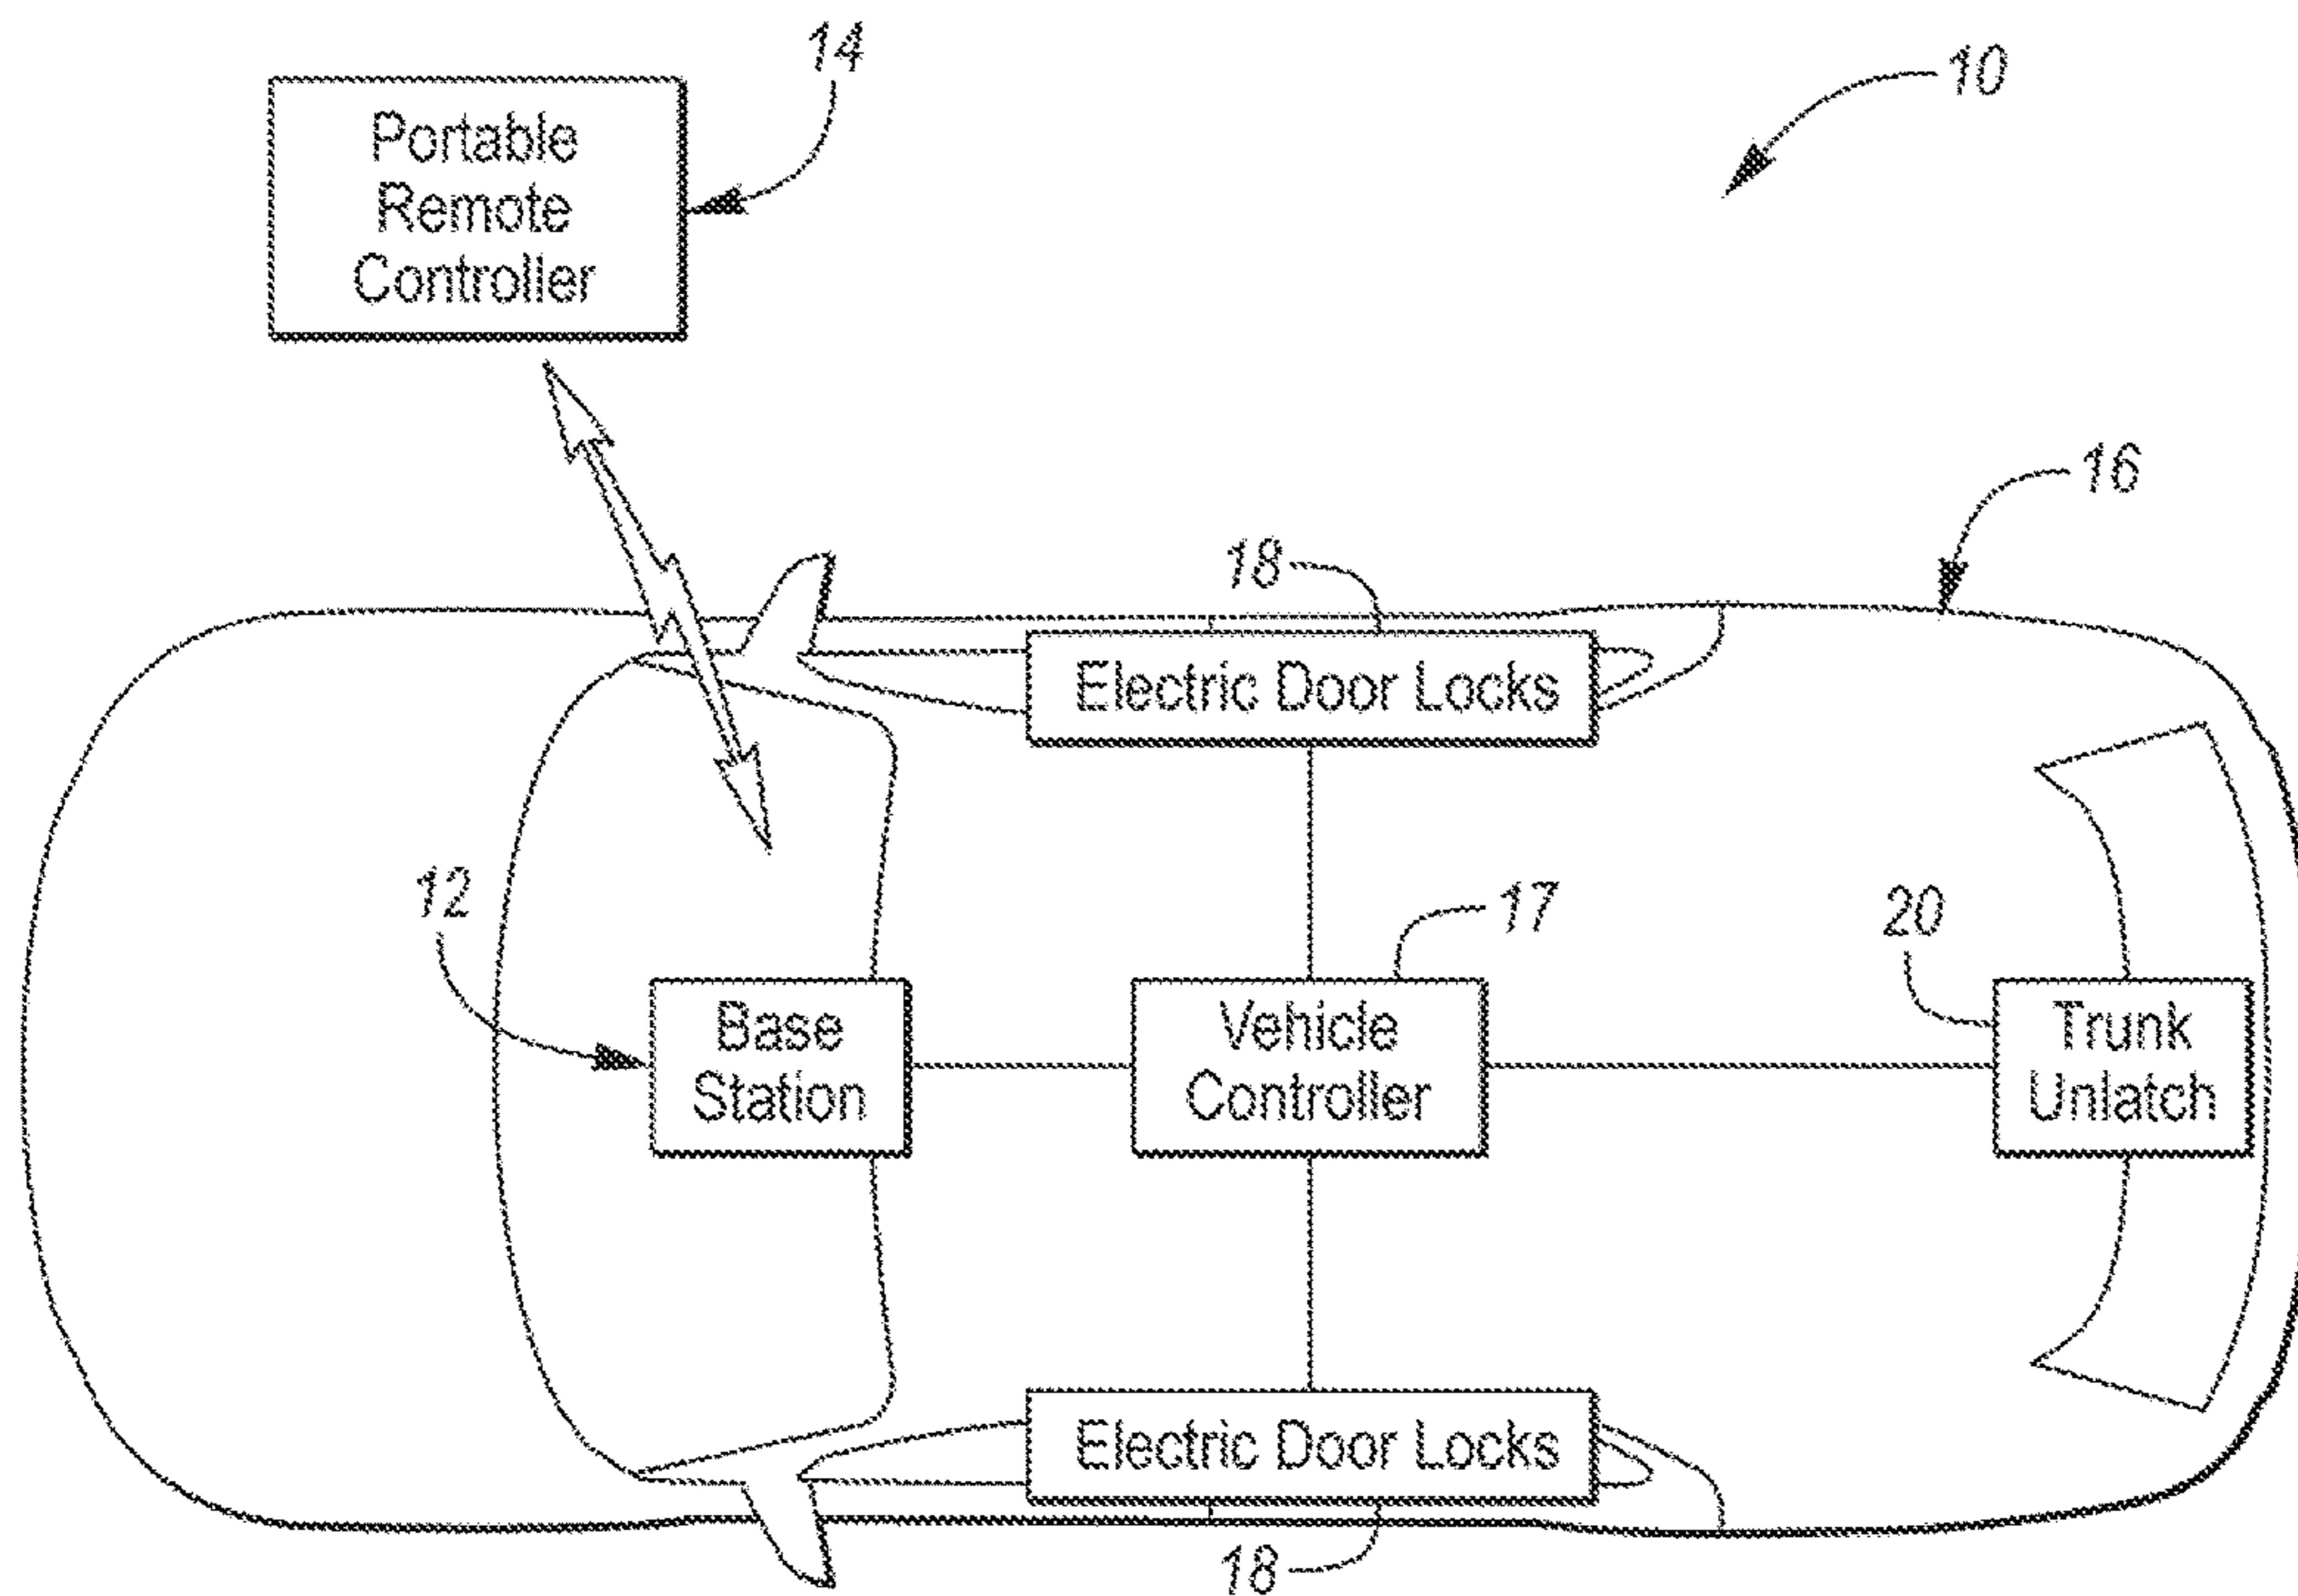 14
10
Portable
Remote
Controller
16
18
Electric Door Locks
12
17
20
Base
Station
Vehicle
Controller
Trunk
Unlatch
Electric Door Locks
18